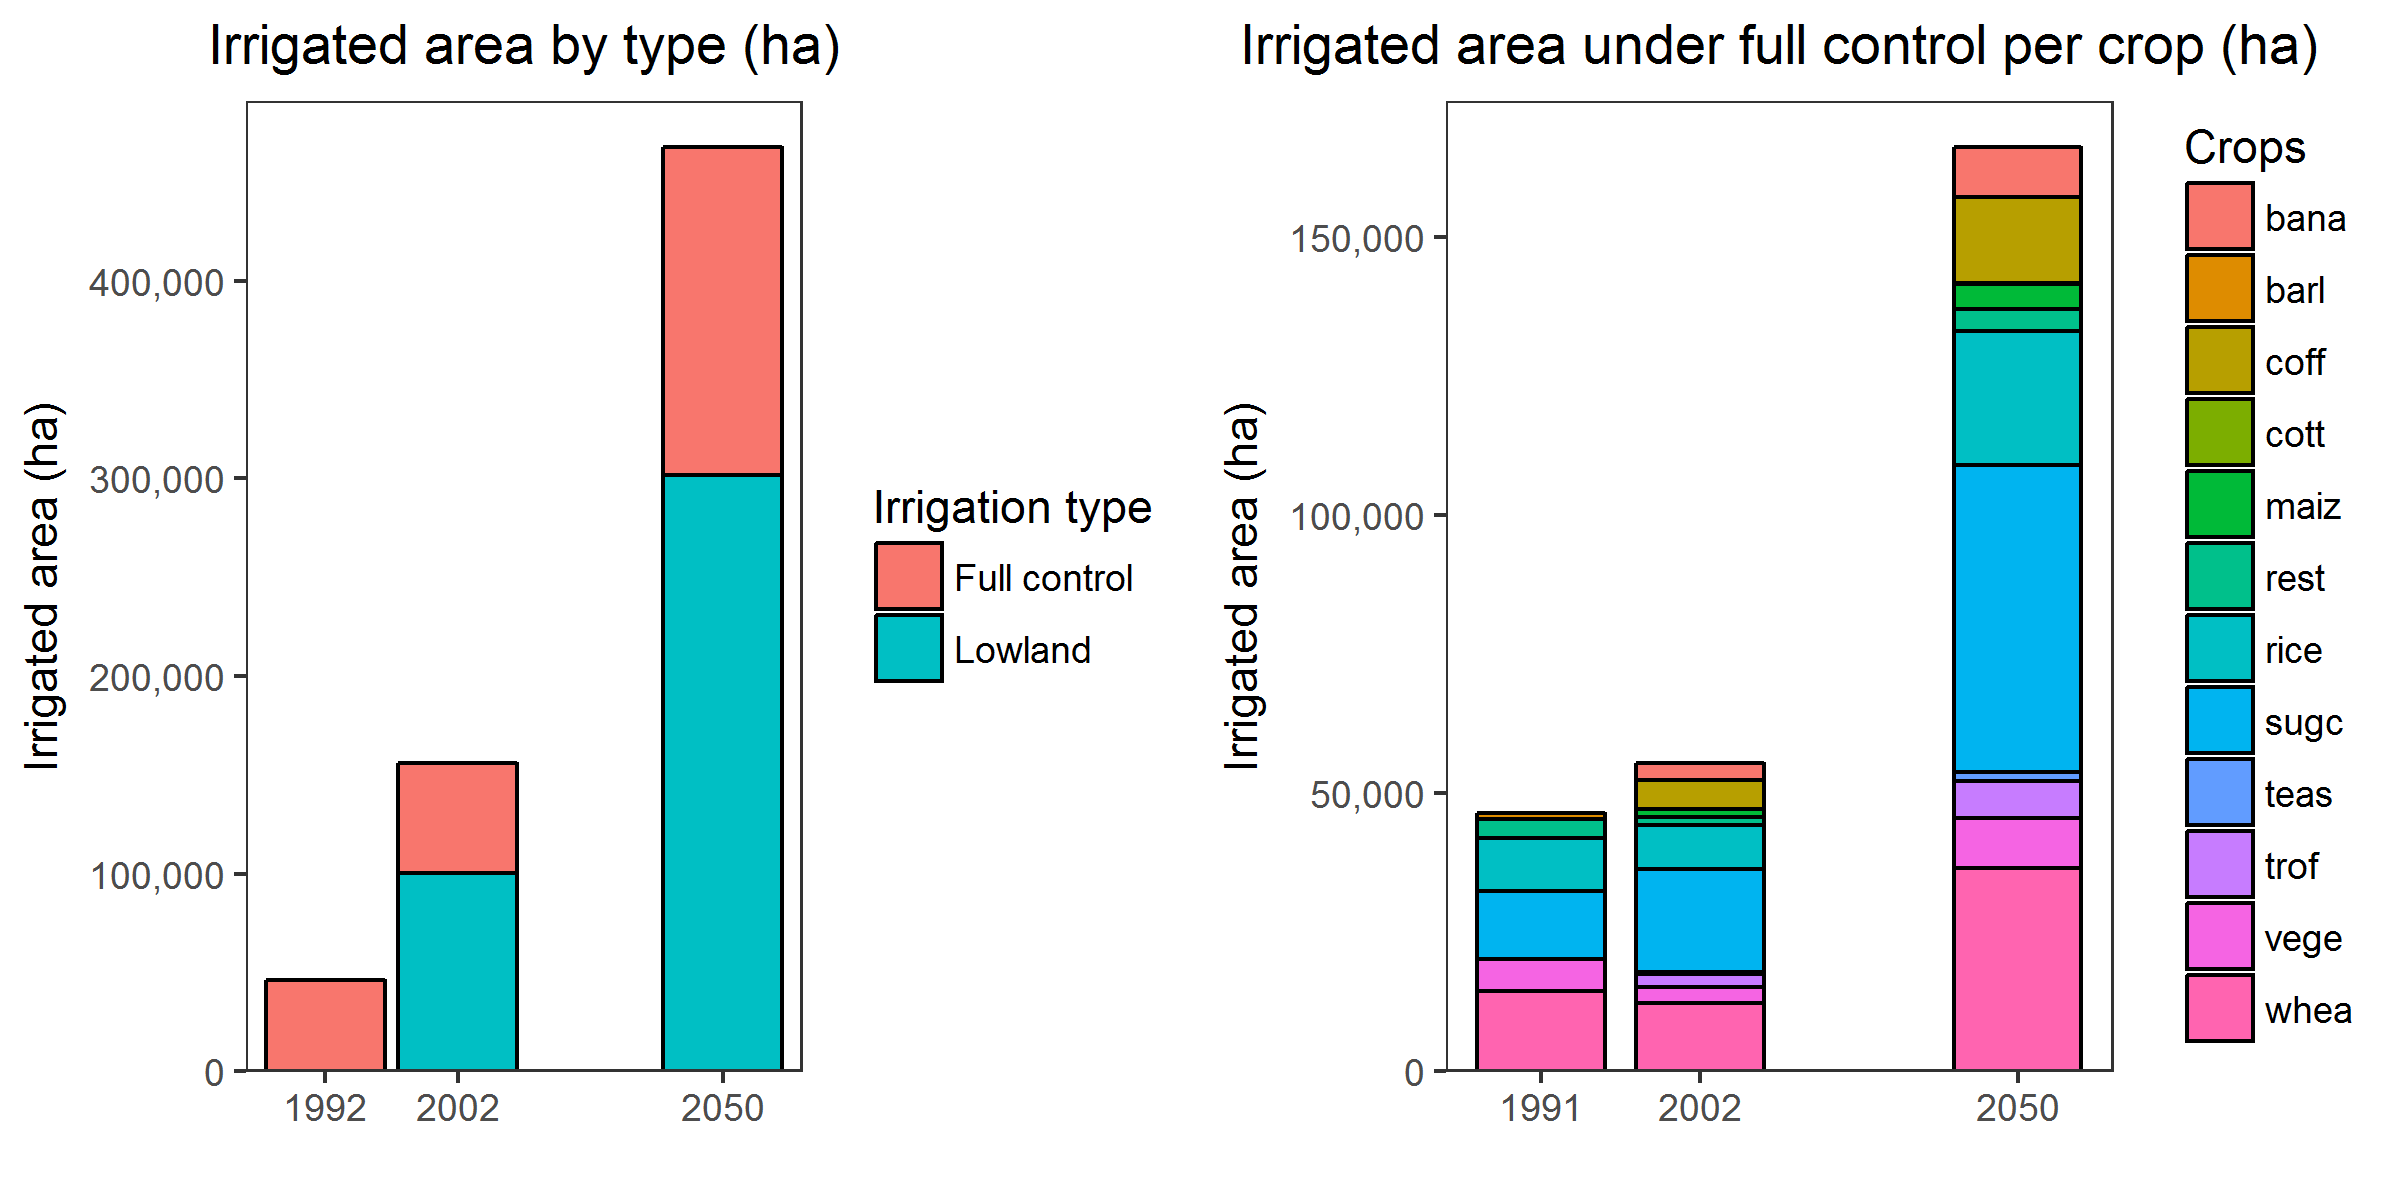 Irrigated area by type (ha)
Irrigated area (ha)
400,000
300,000
200,000
100,000
0
1992
2002
2050
Irrigation type
Full control
Lowland
Irrigated area under full control per crop (ha)
Irrigated area (ha)
150,000
100,000
50,000
0
1991
2002
2050
Crops
bana
barl
coff
cott
maiz
rest
rice
sugc
teas
trof
vege
whea